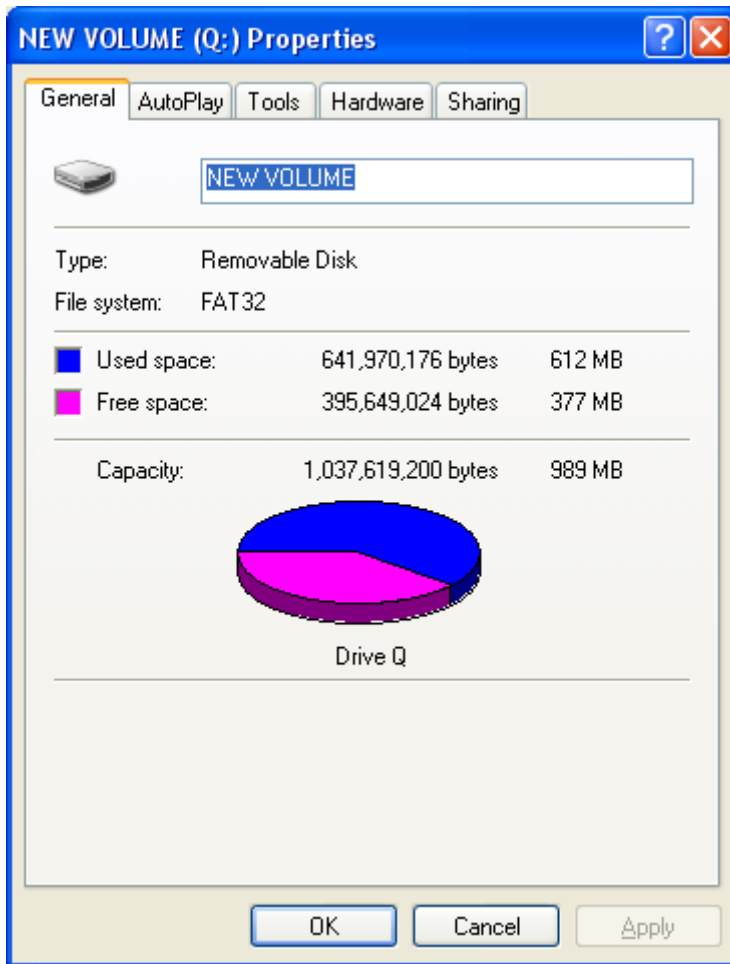 NEW VOLUME (Q:) Properties
General AutoPlay Tools Hardware Sharing
NEW VOLUME
Type: Removable Disk
File system: FAT32
Used space: 641,970,176 bytes 612 MB
Free space: 395,649,024 bytes 377 MB
Capacity: 1,037,619,200 bytes 989 MB
Drive Q
OK Cancel Apply